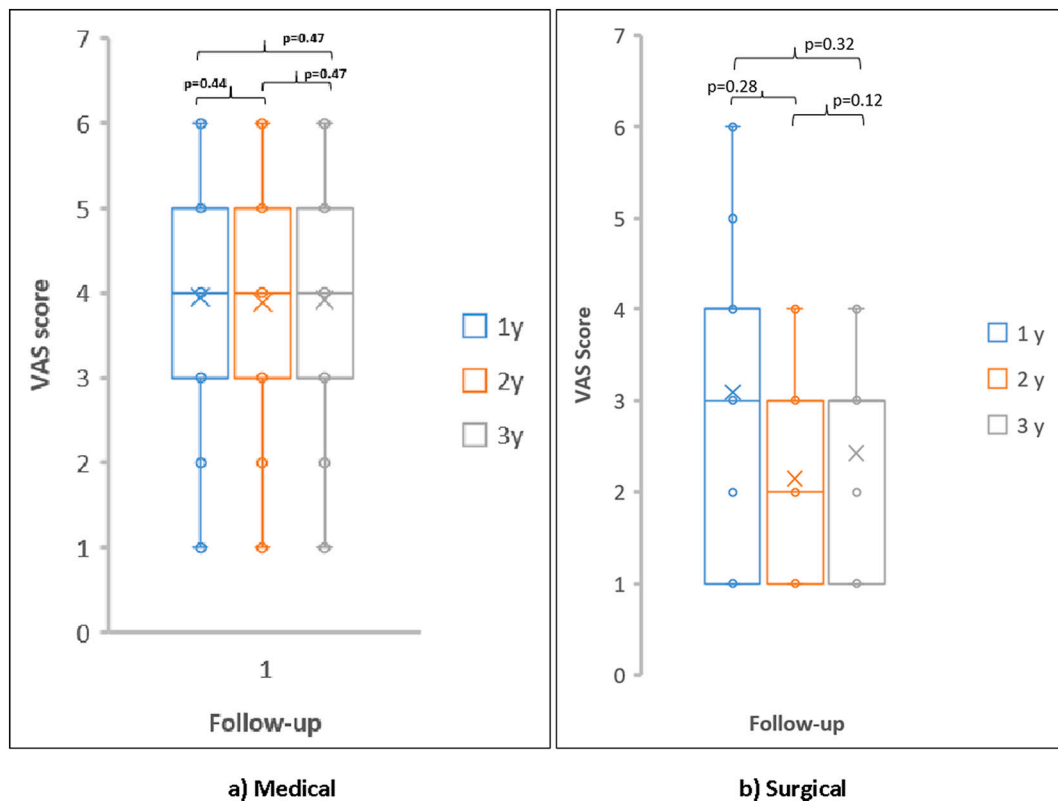 7
6
5
4
3
2
1
0
VAS score
p=0.47
p=0.44
p=0.47
1y
2y
3y
1
Follow-up
a) Medical
7
6
5
4
3
2
1
0
VAS Score
p=0.32
p=0.28
p=0.12
1 y
2 y
3 y
Follow-up
b) Surgical